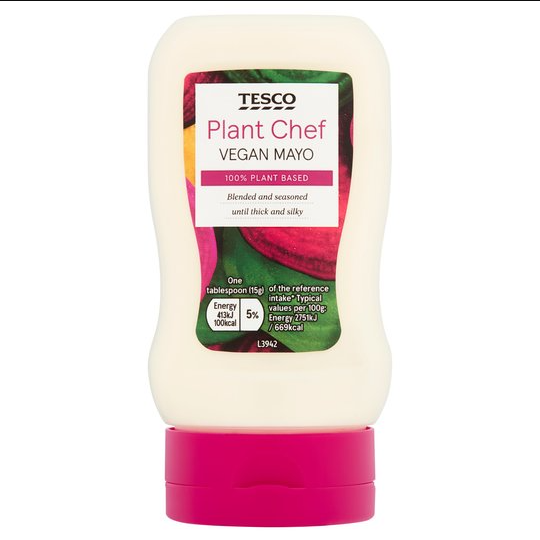 TESCO
Plant Chef
VEGAN MAYO
100% PLANT BASED
Blended and seasoned
until thick and silky
One
tablespoon (15g)
Energy
413kJ
100kcal
5%
of the reference
intake* Typical
values per 100g:
Energy 2751kJ
/ 669kcal
L3942